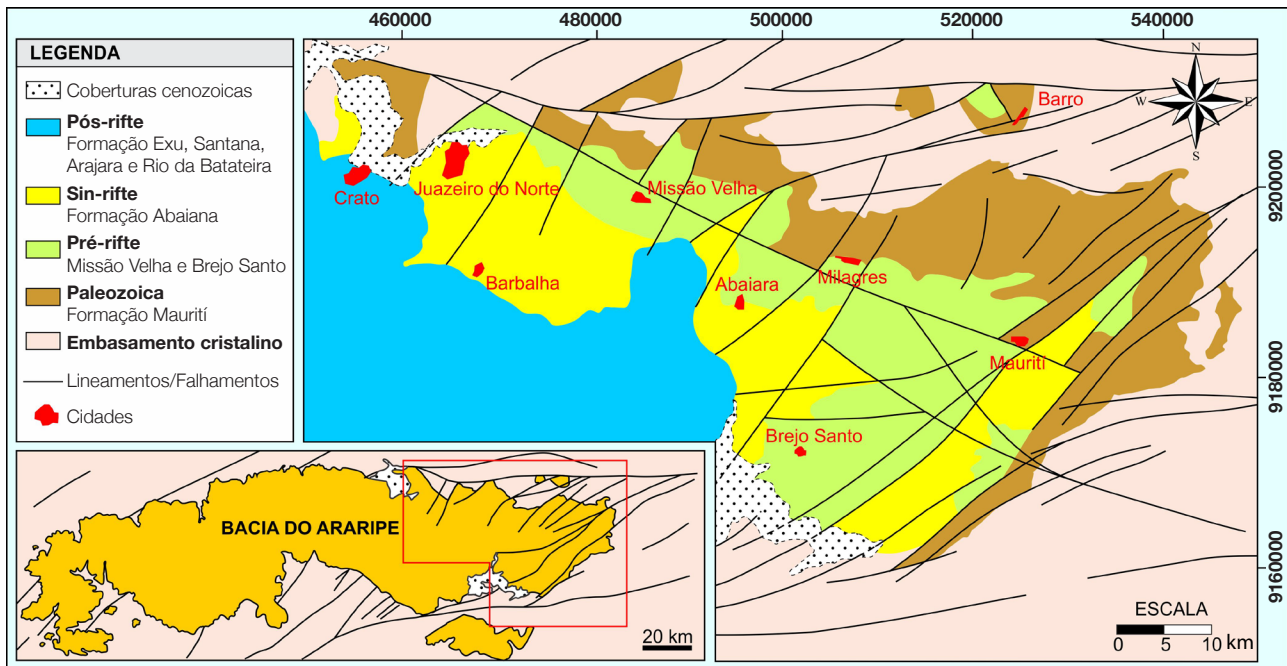 460000 480000 500000 520000 540000
LEGENDA
Coberturas cenozoicas
Pós-rifte
Formação Exu, Santana,
Arajara e Rio da Batateira
Sin-rifte
Formação Abaiana
Pré-rifte
Missão Velha e Brejo Santo
Paleozoica
Formação Maurití
Embasamento cristalino
Lineamentos/Falhamentos
Cidades
N
W E
S
Barro
Crato
Juazeiro do Norte
Missão Velha
Barbalha
Abaiara
Milagres
Mauriti
Brejo Santo
9200000
9180000
9160000
ESCALA
0 5 10 km
BACIA DO ARARIPE
20 km